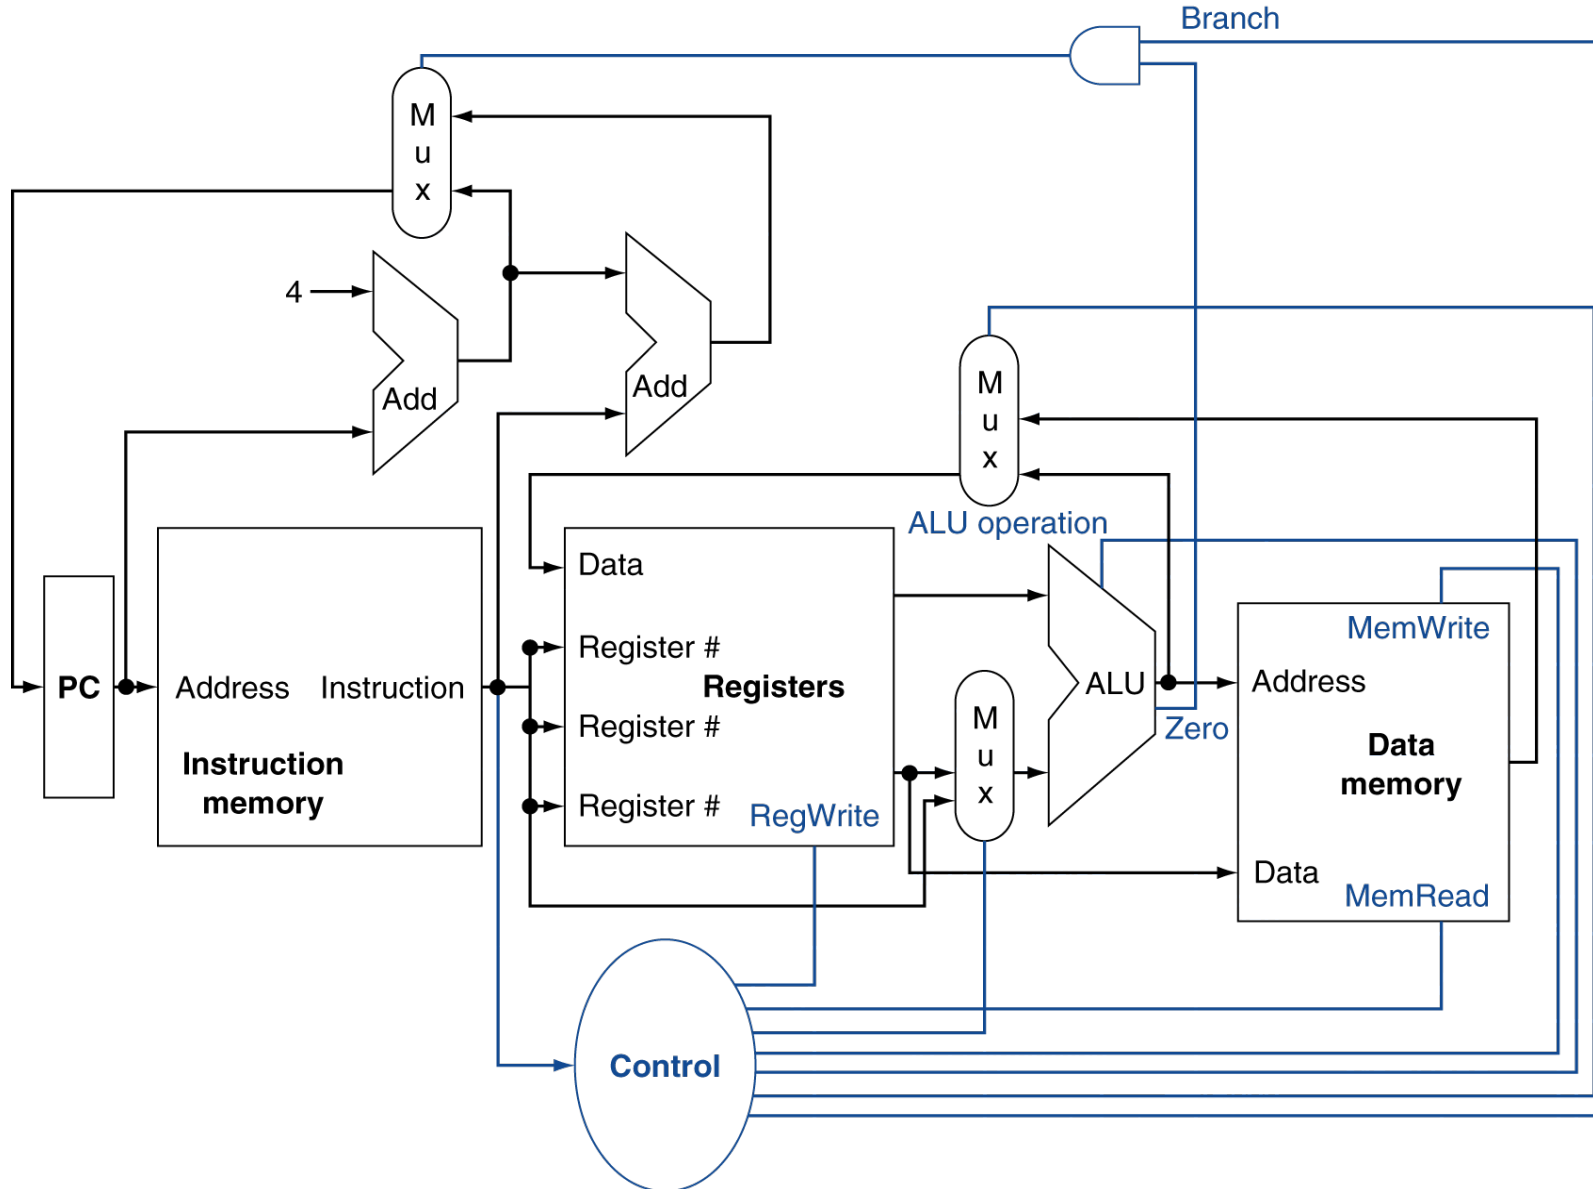 Branch
M
u
x
4
Add
Add
M
u
x
ALU operation
Data
Register #
Registers
Register #
Register #
RegWrite
PC
Address
Instruction
Instruction
memory
M
u
x
ALU
Zero
MemWrite
Address
Data
memory
Data
MemRead
Control